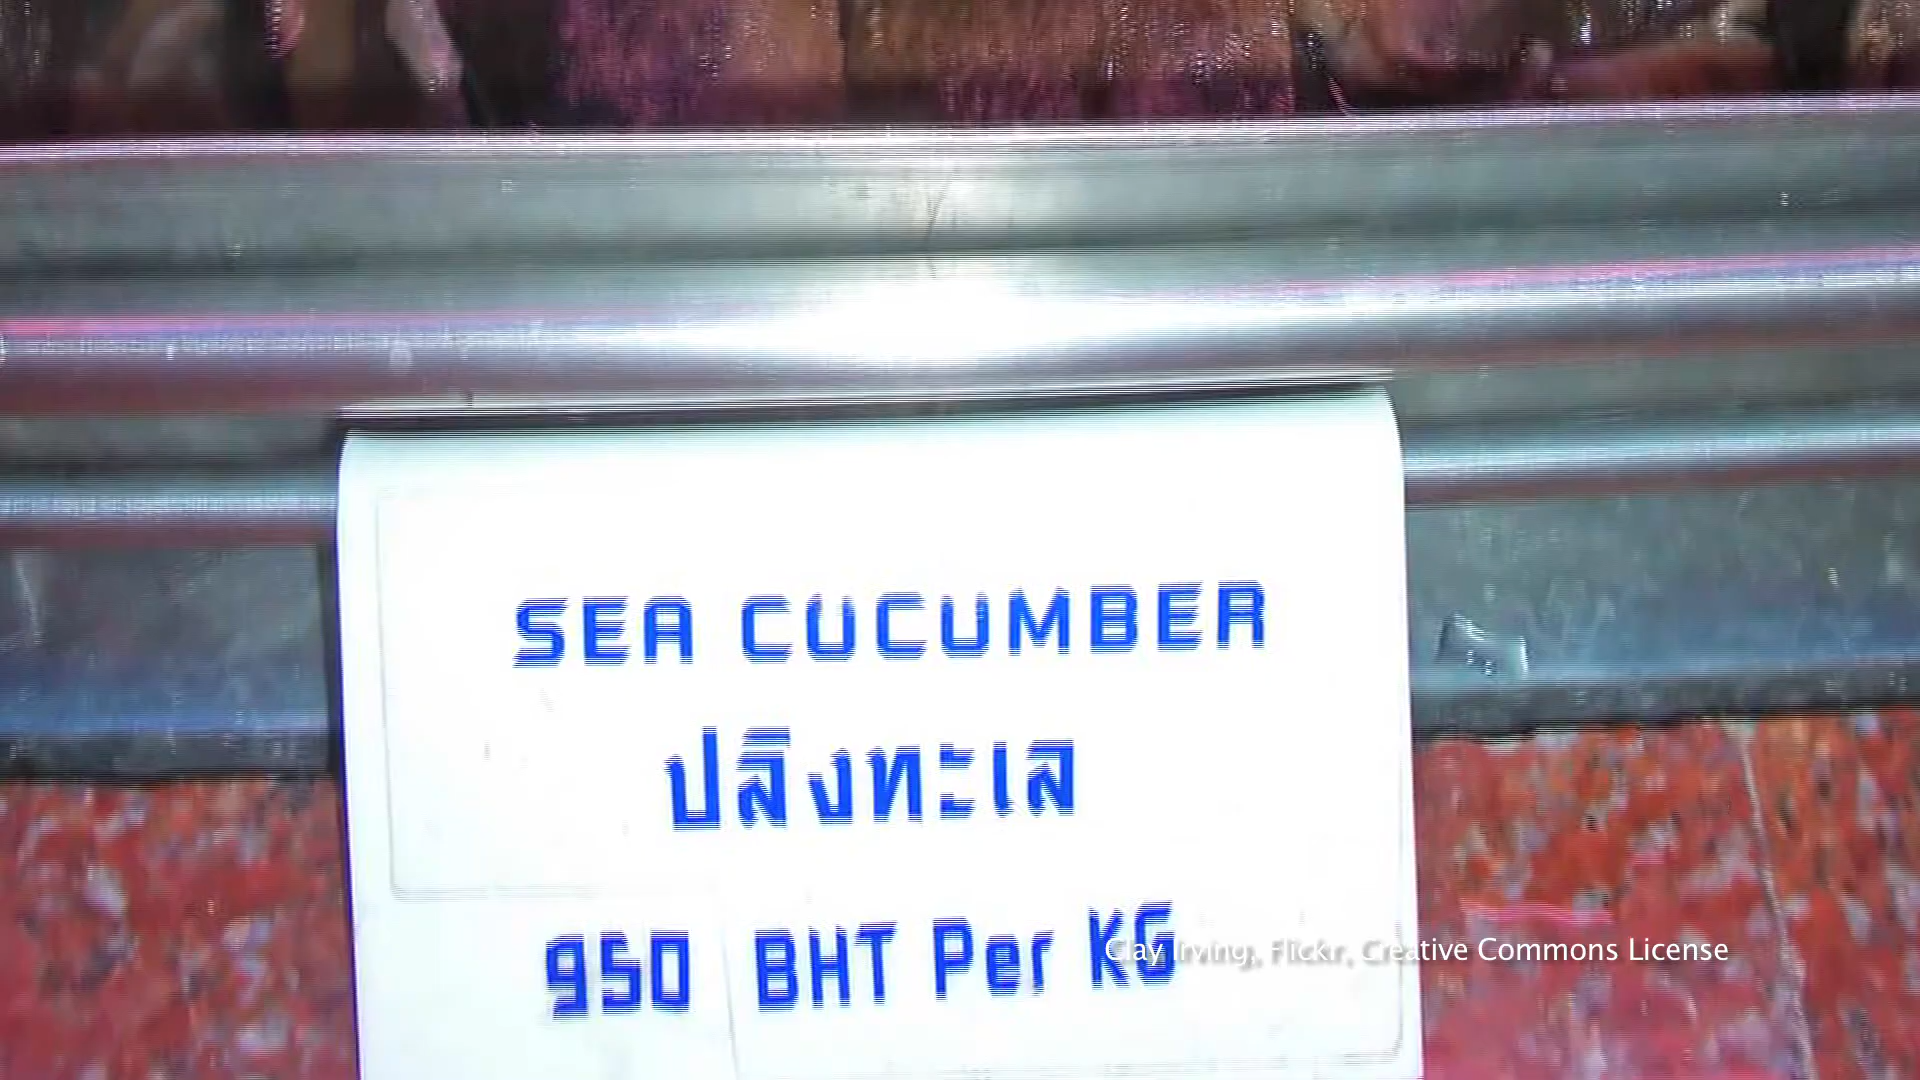 SEA CUCUMBER
ปลิงทะเล
950 BHT Per KG
Clay Irving, Flickr, Creative Commons License